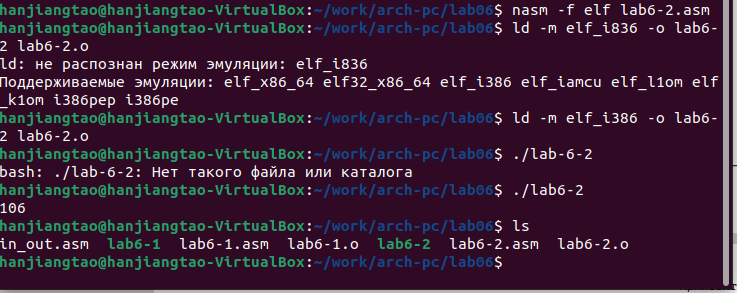 hanjiangtao@hanjiangtao-VirtualBox:~/work/arch-pc/lab06$ nasm -f elf lab6-2.asm
hanjiangtao@hanjiangtao-VirtualBox:~/work/arch-pc/lab06$ ld -m elf_i836 -o lab6-
2 lab6-2.o
ld: не распознан режим эмуляции: elf_i836
Поддерживаемые эмуляции: elf_x86_64 elf32_x86_64 elf_i386 elf_iamcu elf_l1om elf
_k1om i386pep i386pe
hanjiangtao@hanjiangtao-VirtualBox:~/work/arch-pc/lab06$ ld -m elf_i386 -o lab6-
2 lab6-2.o
hanjiangtao@hanjiangtao-VirtualBox:~/work/arch-pc/lab06$ ./lab-6-2
bash: ./lab-6-2: Нет такого файла или каталога
hanjiangtao@hanjiangtao-VirtualBox:~/work/arch-pc/lab06$ ./lab6-2
106
hanjiangtao@hanjiangtao-VirtualBox:~/work/arch-pc/lab06$ ls
in_out.asm lab6-1 lab6-1.asm lab6-1.o lab6-2 lab6-2.asm lab6-2.o
hanjiangtao@hanjiangtao-VirtualBox:~/work/arch-pc/lab06$